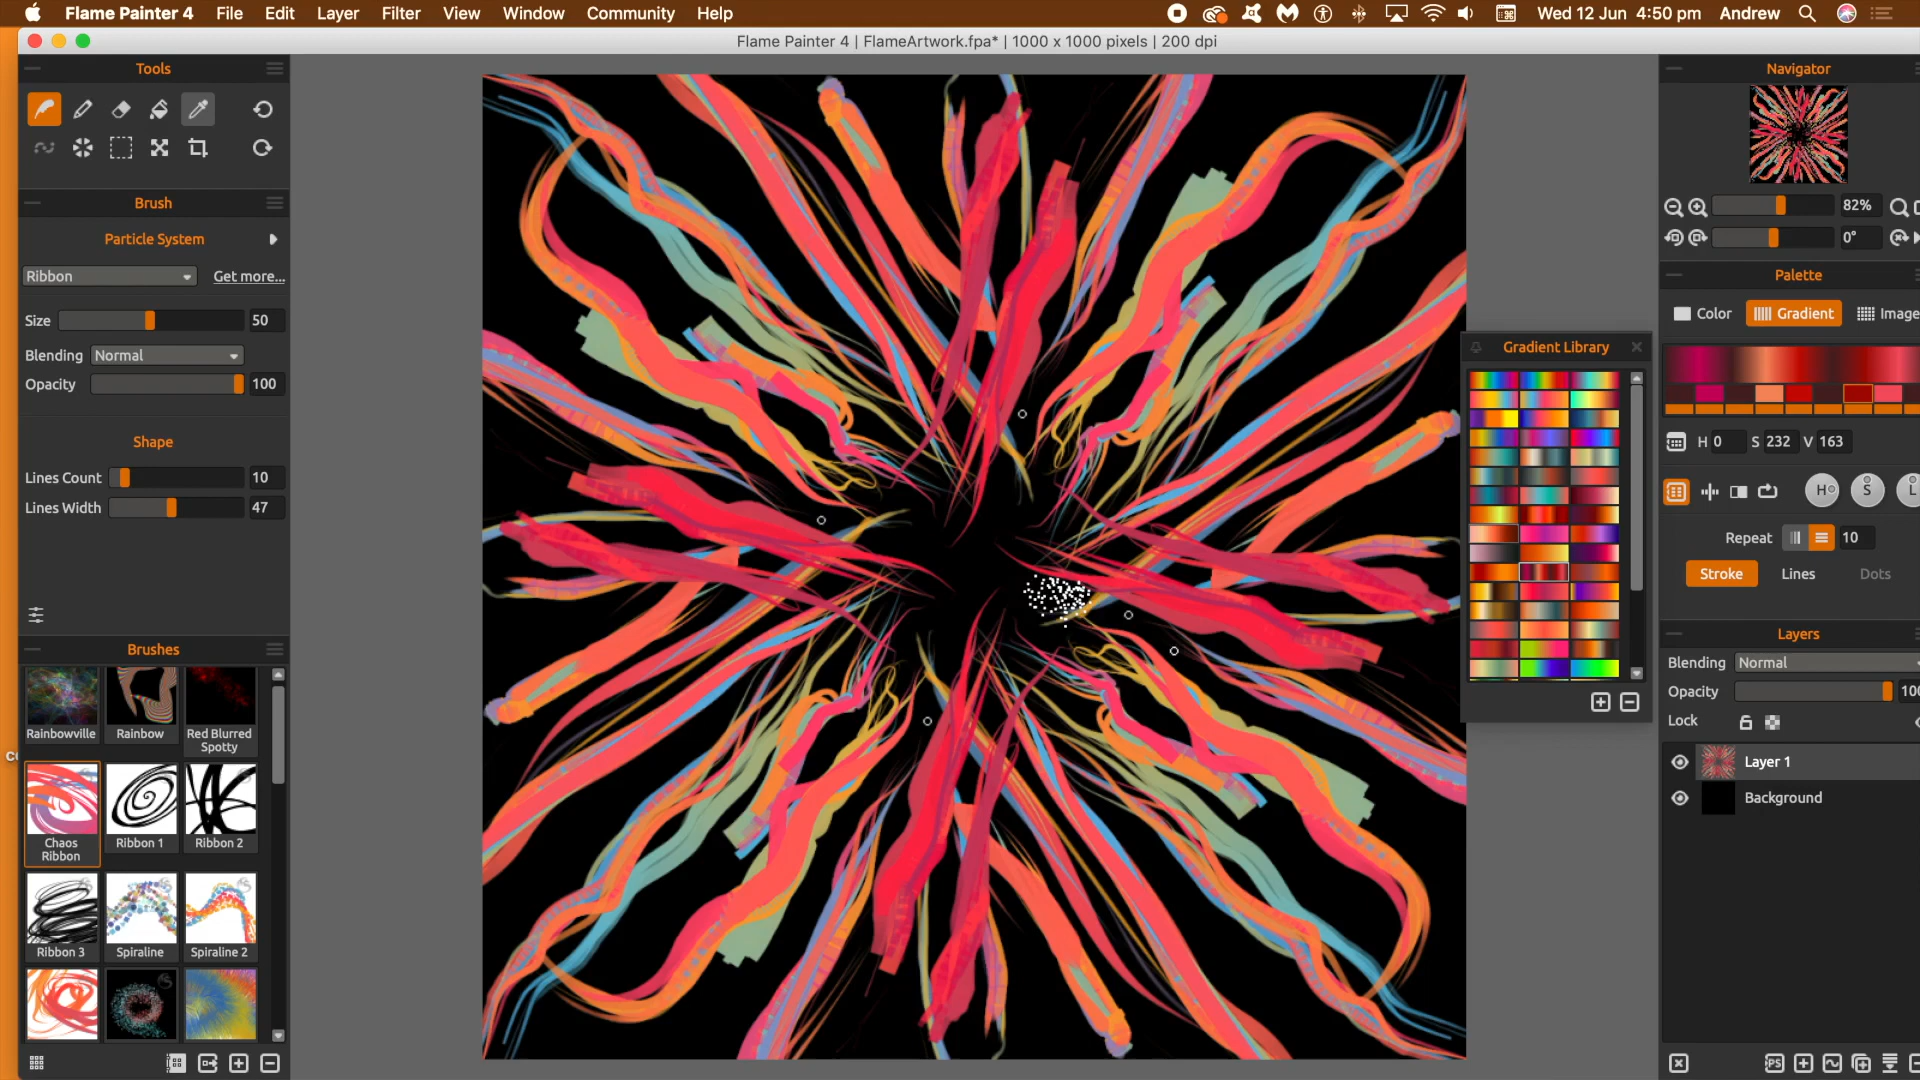 Flame Painter 4 File Edit Layer Filter View Window Community Help Wed 12 Jun 4:50 pm Andrew
Flame Painter 4 | FlameArtwork.fpa* | 1000 x 1000 pixels | 200 dpi
Tools
Brush
Particle System
Ribbon Get more...
Size 50
Blending Normal
Opacity 100
Shape
Lines Count 10
Lines Width 47
Brushes
Rainbowville Rainbow Red Blurred Spotty
Chaos Ribbon Ribbon 1 Ribbon 2
Ribbon 3 Spiraline Spiraline 2
Gradient Library
Navigator
82%
0°
Palette
Color Gradient Image
H 0 S 232 V 163
H S L
Repeat 10
Stroke Lines Dots
Layers
Blending Normal
Opacity 100
Lock
Layer 1
Background
PS